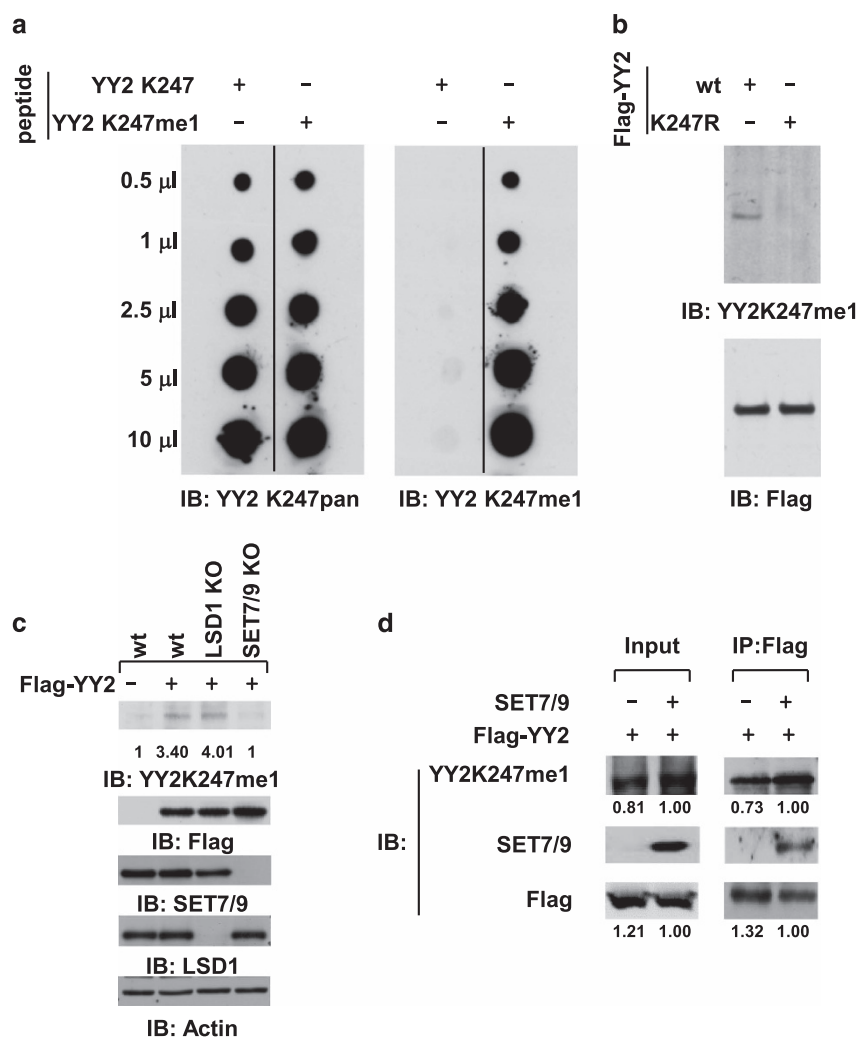 a
peptide
YY2 K247 + – + –
YY2 K247me1 – + – +
0.5 µl
1 µl
2.5 µl
5 µl
10 µl
IB: YY2 K247pan
IB: YY2 K247me1
b
Flag-YY2
wt + –
K247R – +
IB: YY2K247me1
IB: Flag
c
wt wt LSD1 KO SET7/9 KO
Flag-YY2 – + + +
1 3.40 4.01 1
IB: YY2K247me1
IB: Flag
IB: SET7/9
IB: LSD1
IB: Actin
d
Input IP:Flag
SET7/9 – + – +
Flag-YY2 + + + +
IB:
YY2K247me1
0.81 1.00 0.73 1.00
SET7/9
Flag
1.21 1.00 1.32 1.00